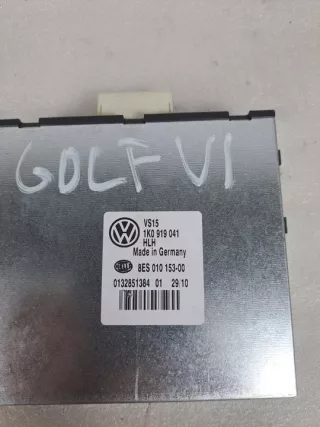 GOLF VI
VS15
1K0 919 041
HLH
Made in Germany
8ES 010 153-00
0132851384 01 29/10